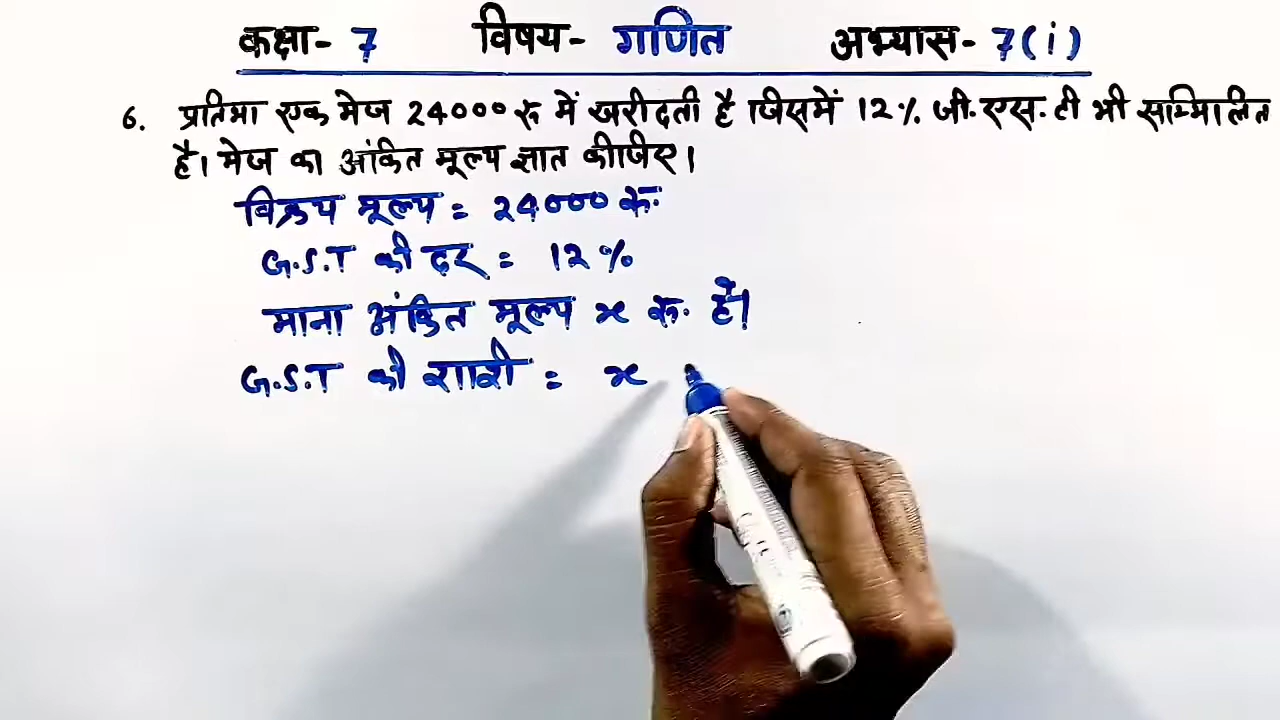 कक्षा- 7 विषय- गणित अभ्यास- 7(i)
6. प्रतिभा एक मेज 24000 रु में खरीदती है जिसमें 12% जी.एस.टी भी सम्मिलित
है। मेज का अंकित मूल्य ज्ञात कीजिए।
विक्रय मूल्य = 24000 रु.
G.S.T की दर = 12%
माना अंकित मूल्य x रु. है।
G.S.T की राशी = x